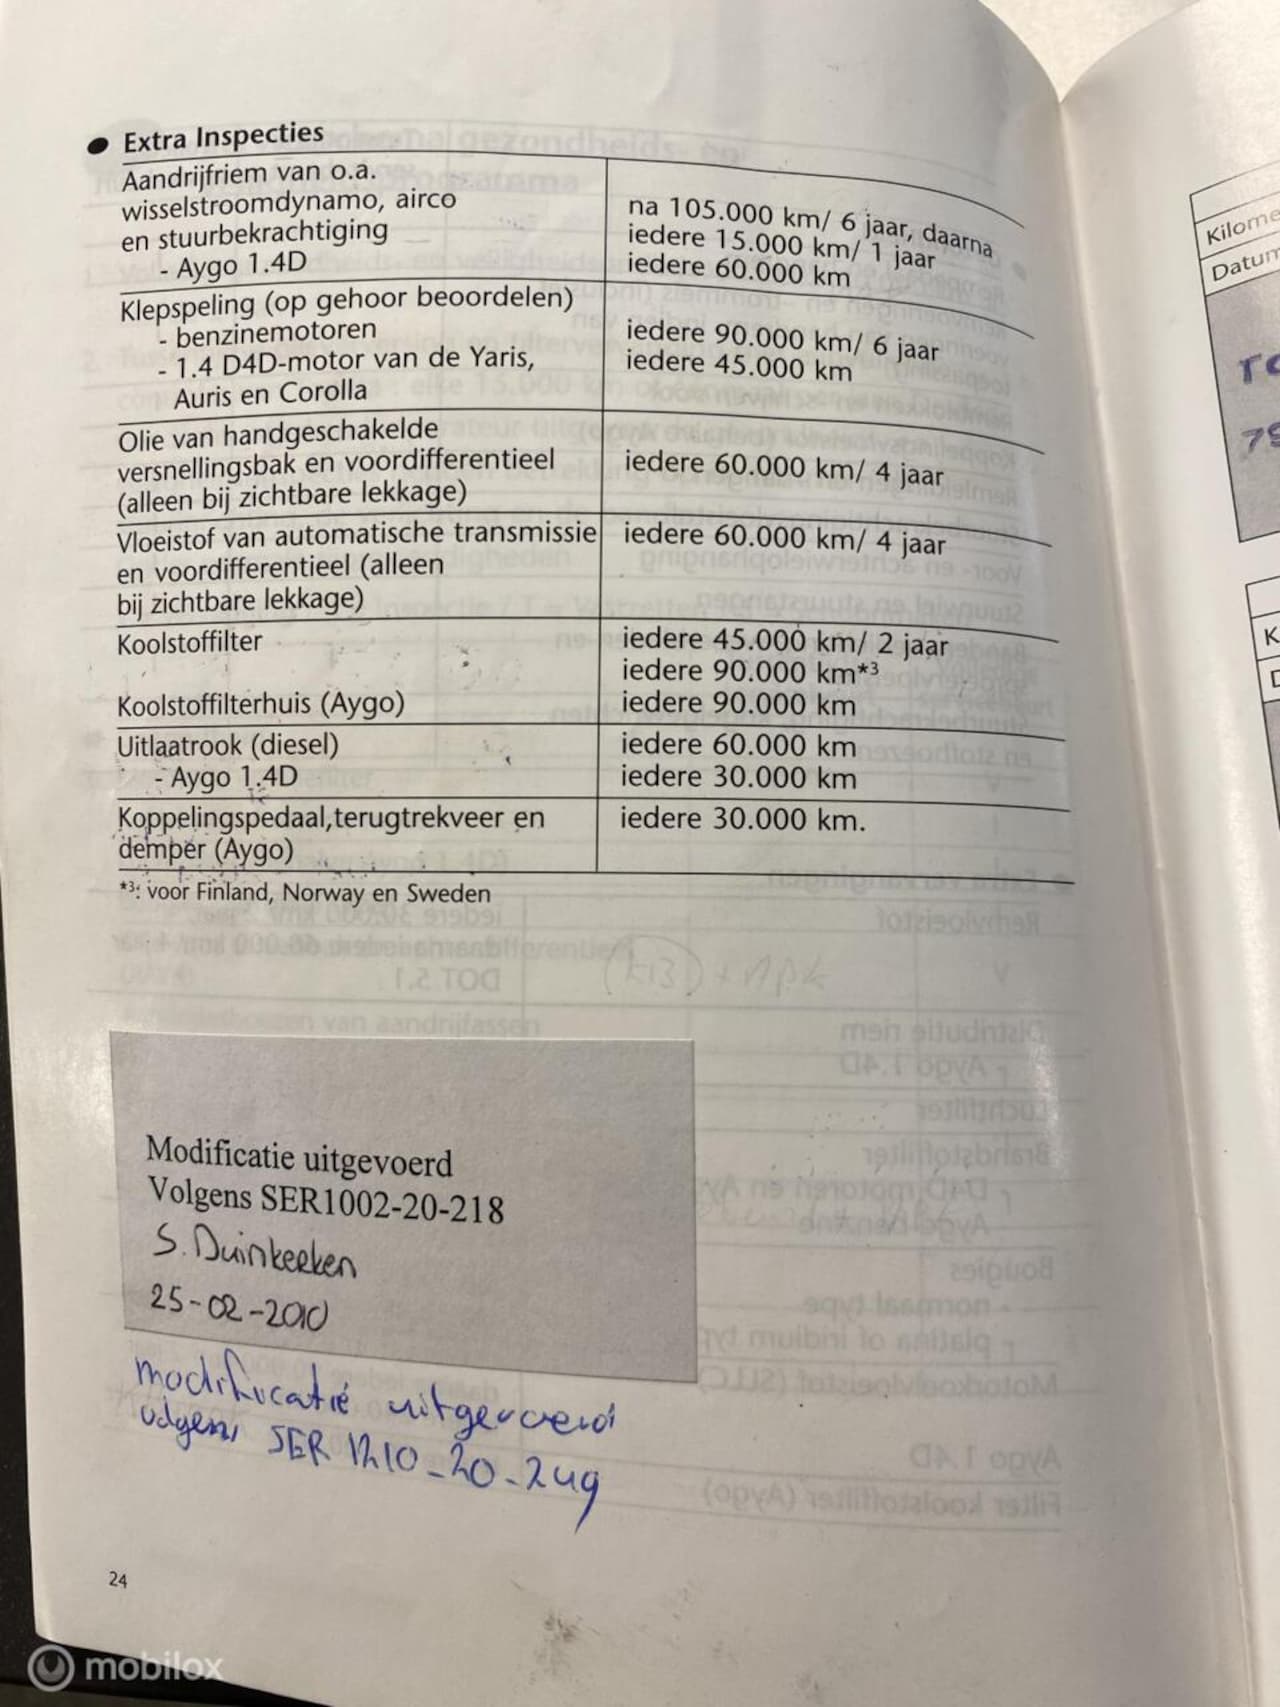 ● Extra Inspecties
Aandrijfriem van o.a.
wisselstroomdynamo, airco
en stuurbekrachtiging
- Aygo 1.4D
na 105.000 km/ 6 jaar, daarna
iedere 15.000 km/ 1 jaar
iedere 60.000 km
Klepspeling (op gehoor beoordelen)
- benzinemotoren
- 1.4 D4D-motor van de Yaris,
Auris en Corolla
iedere 90.000 km/ 6 jaar
iedere 45.000 km
Olie van handgeschakelde
versnellingsbak en voordifferentieel
(alleen bij zichtbare lekkage)
iedere 60.000 km/ 4 jaar
Vloeistof van automatische transmissie
en voordifferentieel (alleen
bij zichtbare lekkage)
iedere 60.000 km/ 4 jaar
Koolstoffilter
iedere 45.000 km/ 2 jaar
iedere 90.000 km*3
Koolstoffilterhuis (Aygo)
iedere 90.000 km
Uitlaatrook (diesel)
- Aygo 1.4D
iedere 60.000 km
iedere 30.000 km
Koppelingspedaal,terugtrekveer en
demper (Aygo)
iedere 30.000 km.
*3: voor Finland, Norway en Sweden
Modificatie uitgevoerd
Volgens SER1002-20-218
S. Duinkerken
25-02-2010
modificatie uitgevoerd
volgens SER 1210-20-249
24
mobilox